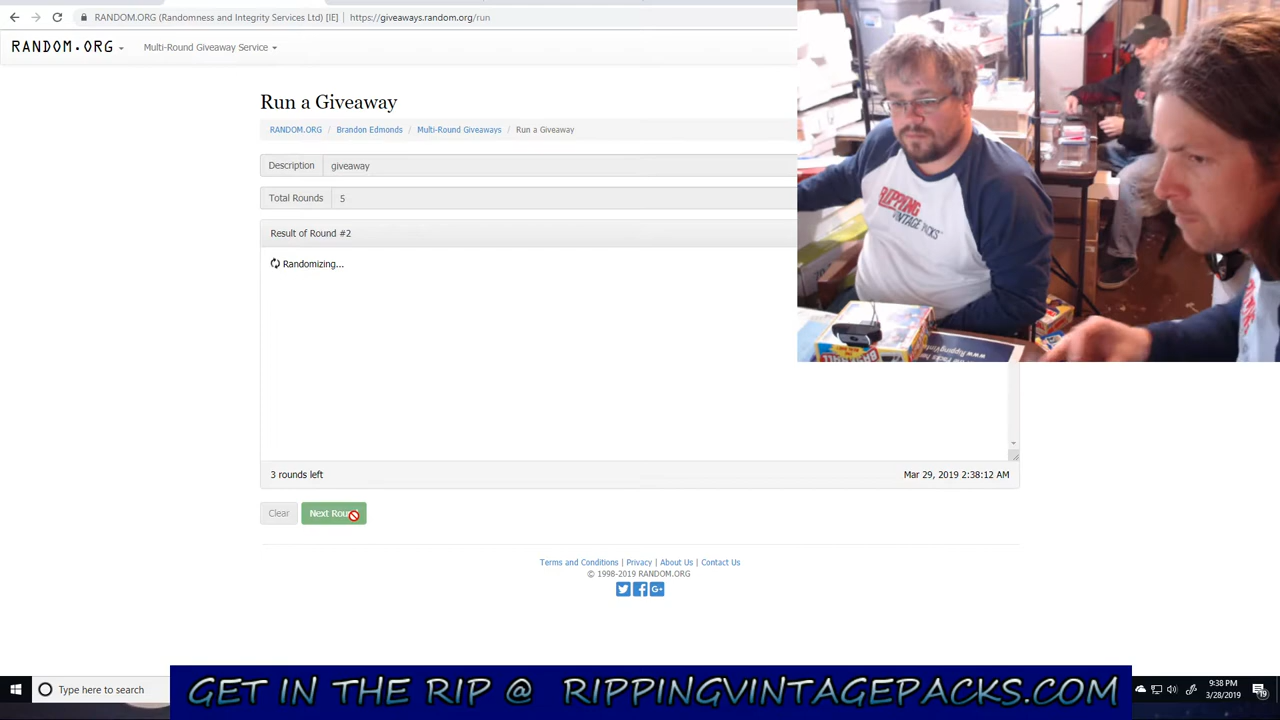 RANDOM.ORG (Randomness and Integrity Services Ltd) [IE] | https://giveaways.random.org/run
RANDOM.ORG Multi-Round Giveaway Service
Run a Giveaway
RANDOM.ORG / Brandon Edmonds / Multi-Round Giveaways / Run a Giveaway
Description giveaway
Total Rounds 5
Result of Round #2
Randomizing...
RIPPING
VINTAGE PACKS
BASEBALL
3 rounds left Mar 29, 2019 2:38:12 AM
Clear Next
Terms and Conditions | Privacy | About Us | Contact Us
© 1998-2019 RANDOM.ORG
Type here to search
9:38 PM
3/28/2019
19
GET IN THE RIP @ RIPPINGVINTAGEPACKS.COM